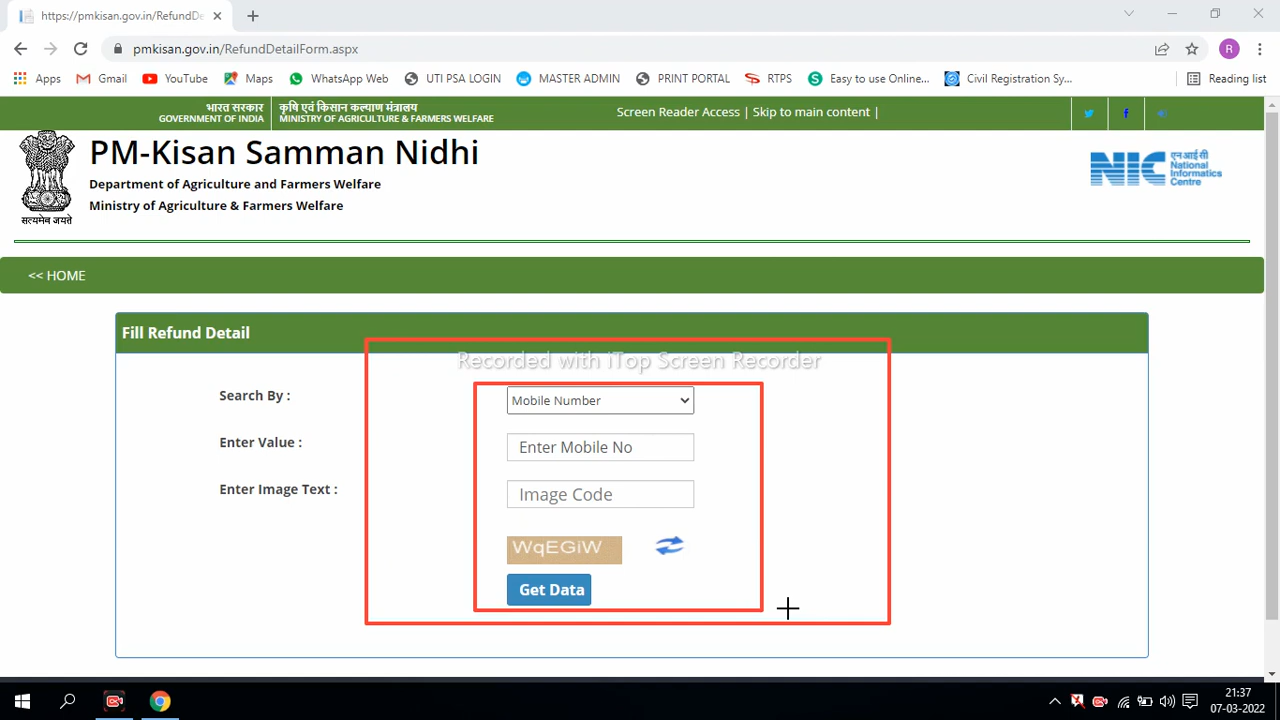 https://pmkisan.gov.in/RefundDe
pmkisan.gov.in/RefundDetailForm.aspx
R
Apps Gmail YouTube Maps WhatsApp Web UTI PSA LOGIN MASTER ADMIN PRINT PORTAL RTPS Easy to use Online... Civil Registration Sy... Reading list
भारत सरकार
GOVERNMENT OF INDIA
कृषि एवं किसान कल्याण मंत्रालय
MINISTRY OF AGRICULTURE & FARMERS WELFARE
Screen Reader Access | Skip to main content |
PM-Kisan Samman Nidhi
Department of Agriculture and Farmers Welfare
Ministry of Agriculture & Farmers Welfare
सत्यमेव जयते
NIC
एन आई सी
National
Informatics
Centre
<< HOME
Fill Refund Detail
Recorded with iTop Screen Recorder
Search By :
Mobile Number
Enter Value :
Enter Mobile No
Enter Image Text :
Image Code
WqEGiW
Get Data
21:37
07-03-2022